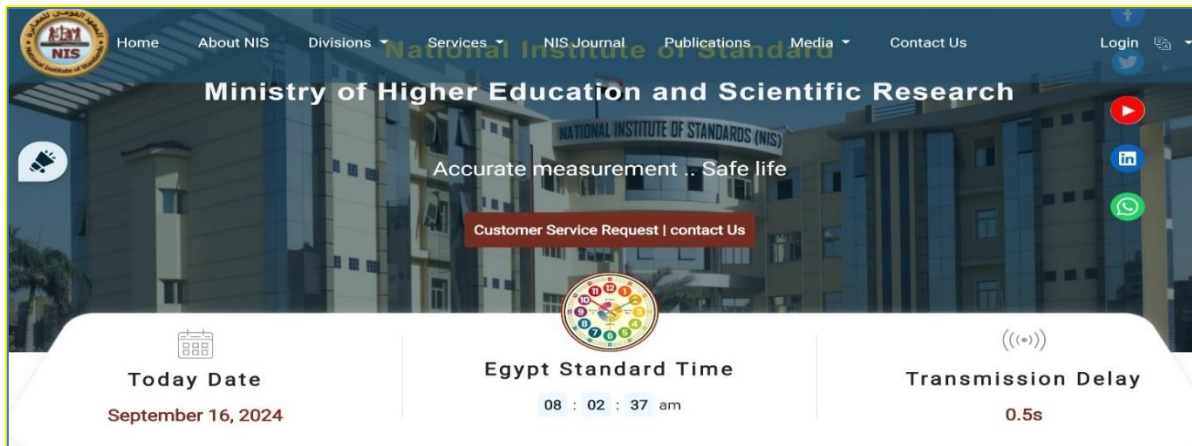 Home About NIS Divisions Services NIS Journal Publications Media Contact Us Login
National Institute of Standard
Ministry of Higher Education and Scientific Research
NATIONAL INSTITUTE OF STANDARDS (NIS)
Accurate measurement .. Safe life
Customer Service Request | contact Us
Today Date
September 16, 2024
Egypt Standard Time
08 : 02 : 37 am
Transmission Delay
0.5s
NIS